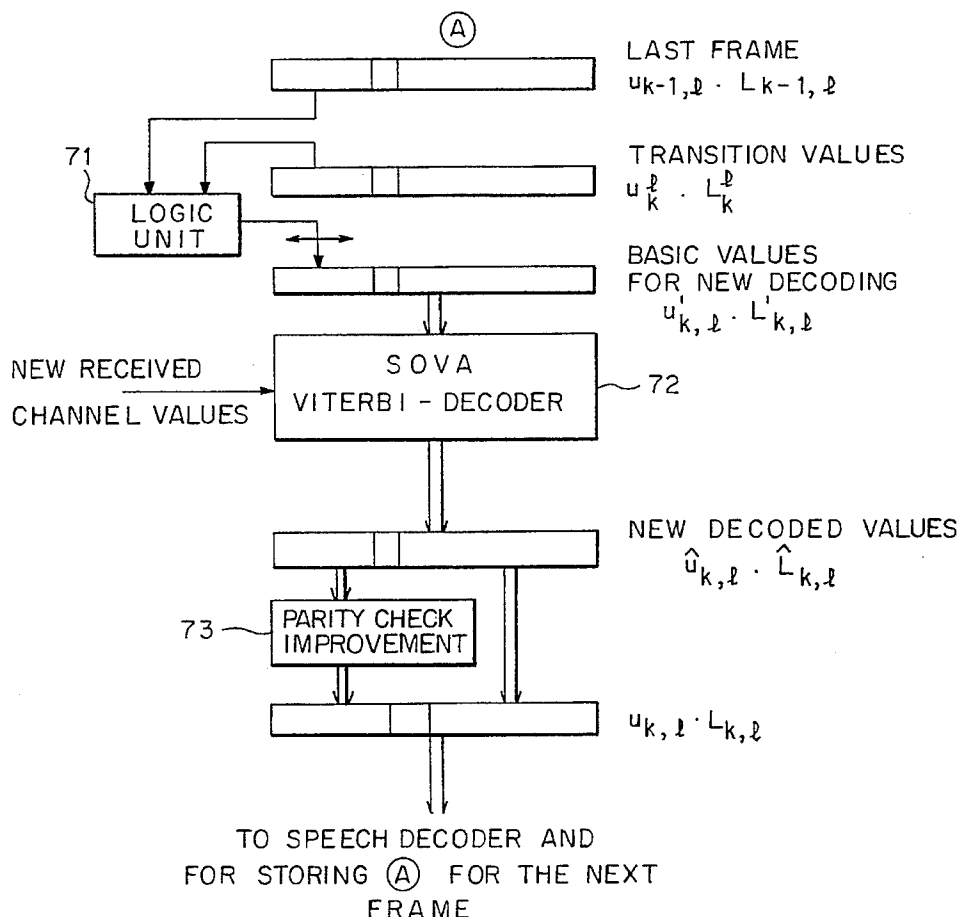 Ⓐ
LAST FRAME
u k-1,ℓ · L k-1,ℓ
TRANSITION VALUES
u ℓ k · L ℓ k
71
LOGIC
UNIT
BASIC VALUES
FOR NEW DECODING
u' k,ℓ · L' k,ℓ
SOVA
VITERBI - DECODER
72
NEW RECEIVED
CHANNEL VALUES
NEW DECODED VALUES
û k,ℓ · L̂ k,ℓ
73
PARITY CHECK
IMPROVEMENT
u k,ℓ · L k,ℓ
TO SPEECH DECODER AND
FOR STORING Ⓐ FOR THE NEXT
FRAME